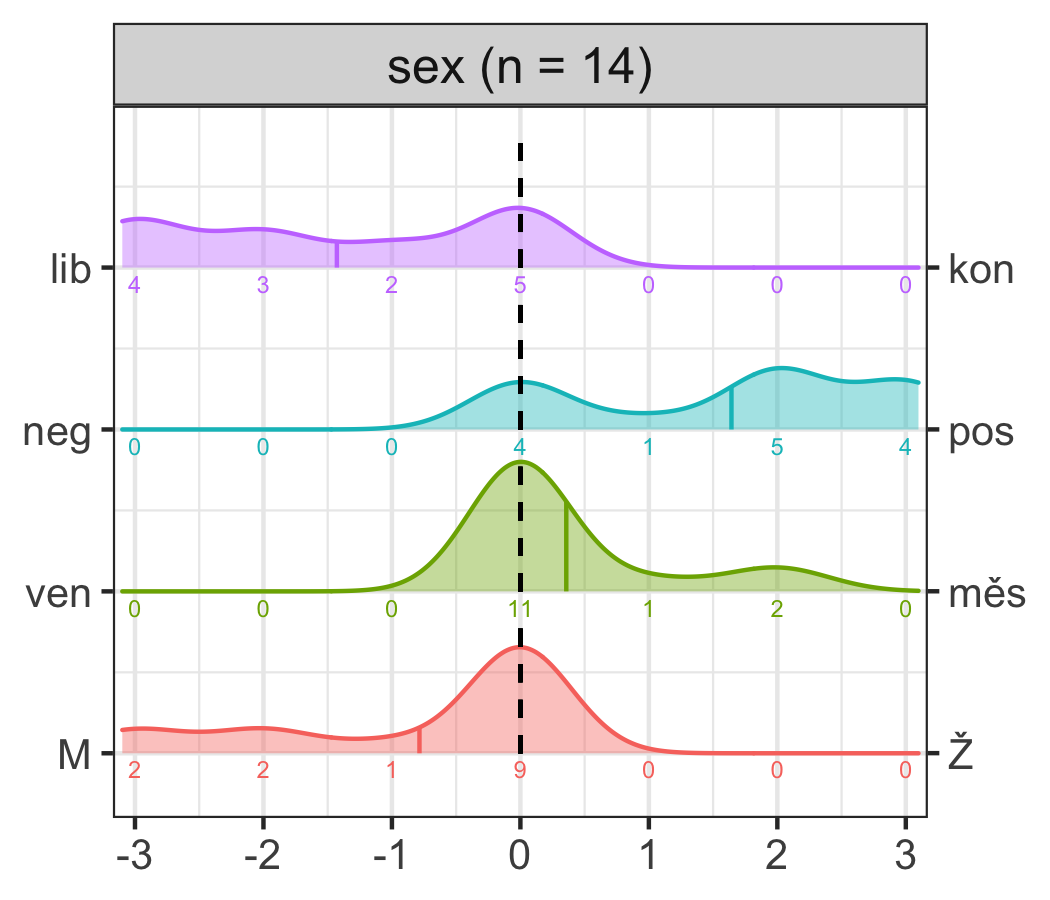 sex (n = 14)
lib kon
4 3 2 5 0 0 0
neg pos
0 0 0 4 1 5 4
ven měs
0 0 0 11 1 2 0
M Ž
2 2 1 9 0 0 0
-3 -2 -1 0 1 2 3